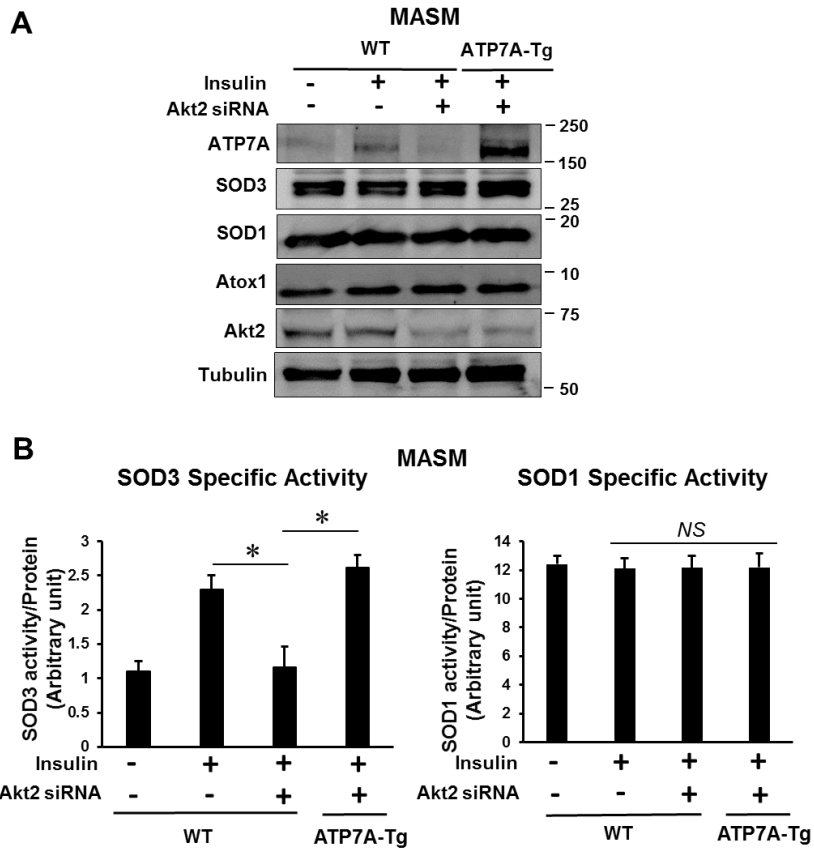 A
MASM
WT ATP7A-Tg
Insulin - + + +
Akt2 siRNA - - + +
ATP7A 250 150
SOD3 25
SOD1 20
Atox1 10
Akt2 75
Tubulin 50
B
MASM
SOD3 Specific Activity
SOD3 activity/Protein
(Arbitrary unit)
3
2.5
2
1.5
1
0.5
0
* *
Insulin - + + +
Akt2 siRNA - - + +
WT ATP7A-Tg
SOD1 Specific Activity
SOD1 activity/Protein
(Arbitrary unit)
14
12
10
8
6
4
2
0
NS
Insulin - + + +
Akt2 siRNA - - + +
WT ATP7A-Tg